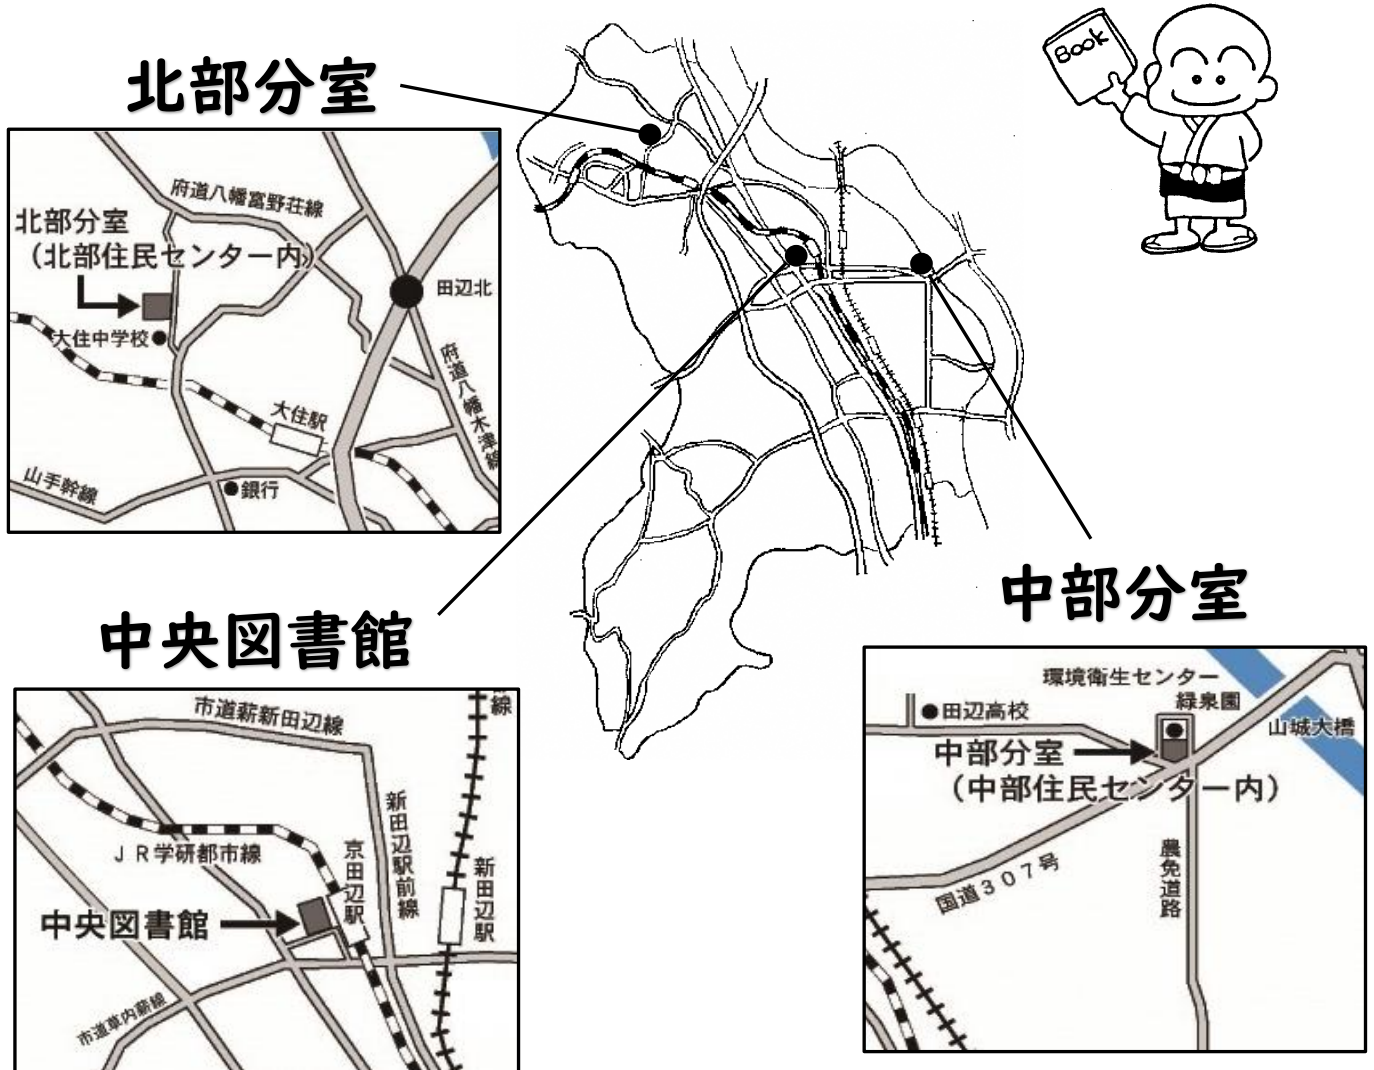 北部分室
Book
府道八幡富野荘線
北部分室
（北部住民センター内）
田辺北
大住中学校
府道八幡木津線
大住駅
山手幹線
銀行
中央図書館
線
市道薪新田辺線
新田辺駅前線
ＪＲ学研都市線
京田辺駅
新田辺駅
中央図書館
市道草内薪線
中部分室
環境衛生センター
緑泉園
田辺高校
山城大橋
中部分室
（中部住民センター内）
農免道路
国道３０７号